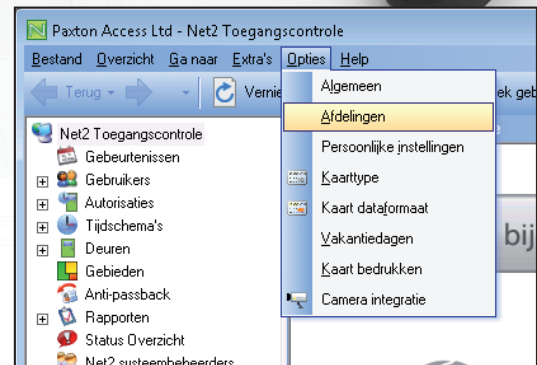 Paxton Access Ltd - Net2 Toegangscontrole
Bestand Overzicht Ga naar Extra's Opties Help
Terug
Algemeen
Afdelingen
Persoonlijke instellingen
Kaarttype
Kaart dataformaat
Vakantiedagen
Kaart bedrukken
Camera integratie
bij
Net2 Toegangscontrole
Gebeurtenissen
Gebruikers
Autorisaties
Tijdschema's
Deuren
Gebieden
Anti-passback
Rapporten
Status Overzicht
Net2 systeembeheerders